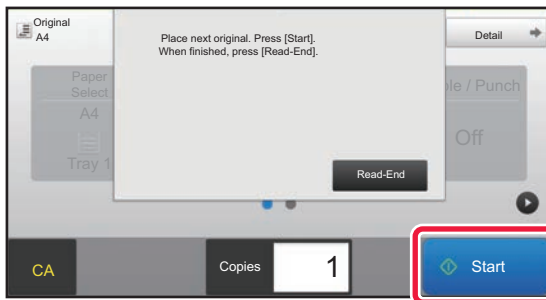 Original
A4
Place next original. Press [Start].
When finished, press [Read-End].
Detail
Paper
Select
A4
Tray 1
ple / Punch
Off
Read-End
CA
Copies
1
Start